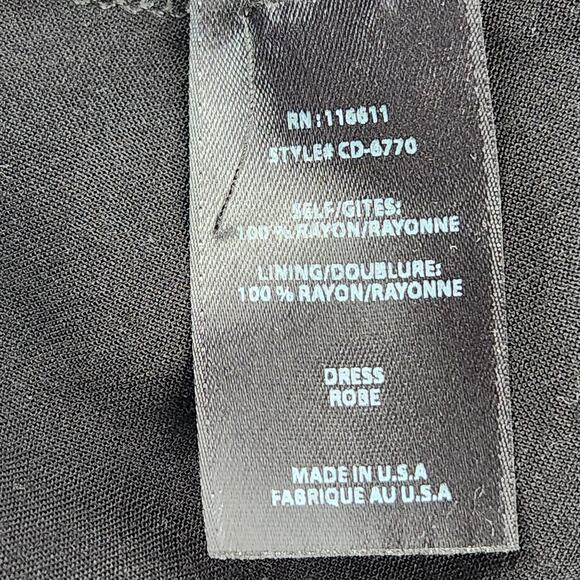 RN : 116611
STYLE# CD-6770
SELF/GITES:
100 % RAYON/RAYONNE
LINING/DOUBLURE:
100 % RAYON/RAYONNE
DRESS
ROBE
MADE IN U.S.A
FABRIQUE AU U.S.A